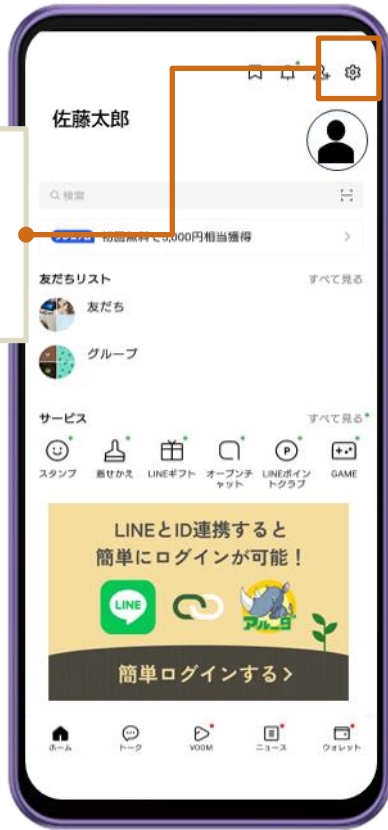 佐藤太郎
検索
初回無料で5,000円相当獲得
友だちリスト
すべて見る
友だち
グループ
サービス
すべて見る
スタンプ
着せかえ
LINEギフト
オープンチャット
LINEポイントクラブ
GAME
LINEとID連携すると
簡単にログインが可能!
LINE
アルーダ
簡単ログインする>
ホーム
トーク
VOOM
ニュース
ウォレット